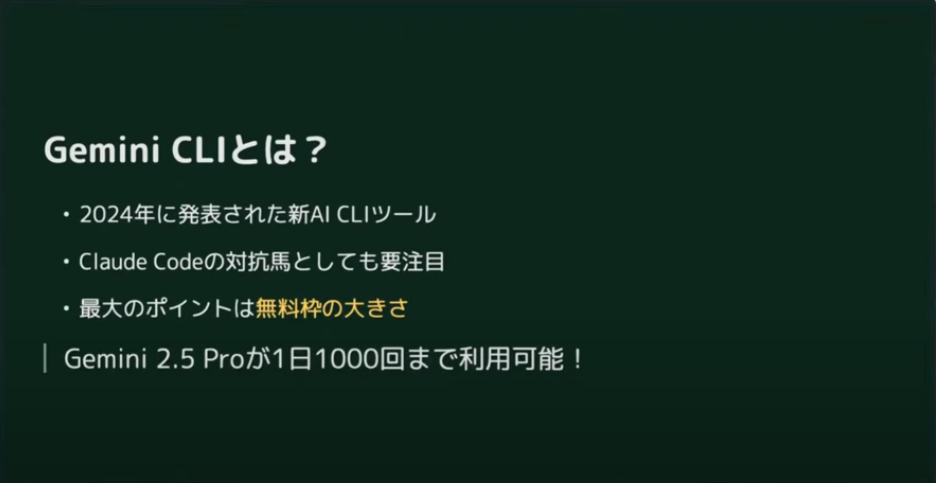 Gemini CLIとは？
・2024年に発表された新AI CLIツール
・Claude Codeの対抗馬としても要注目
・最大のポイントは無料枠の大きさ
Gemini 2.5 Proが1日1000回まで利用可能！